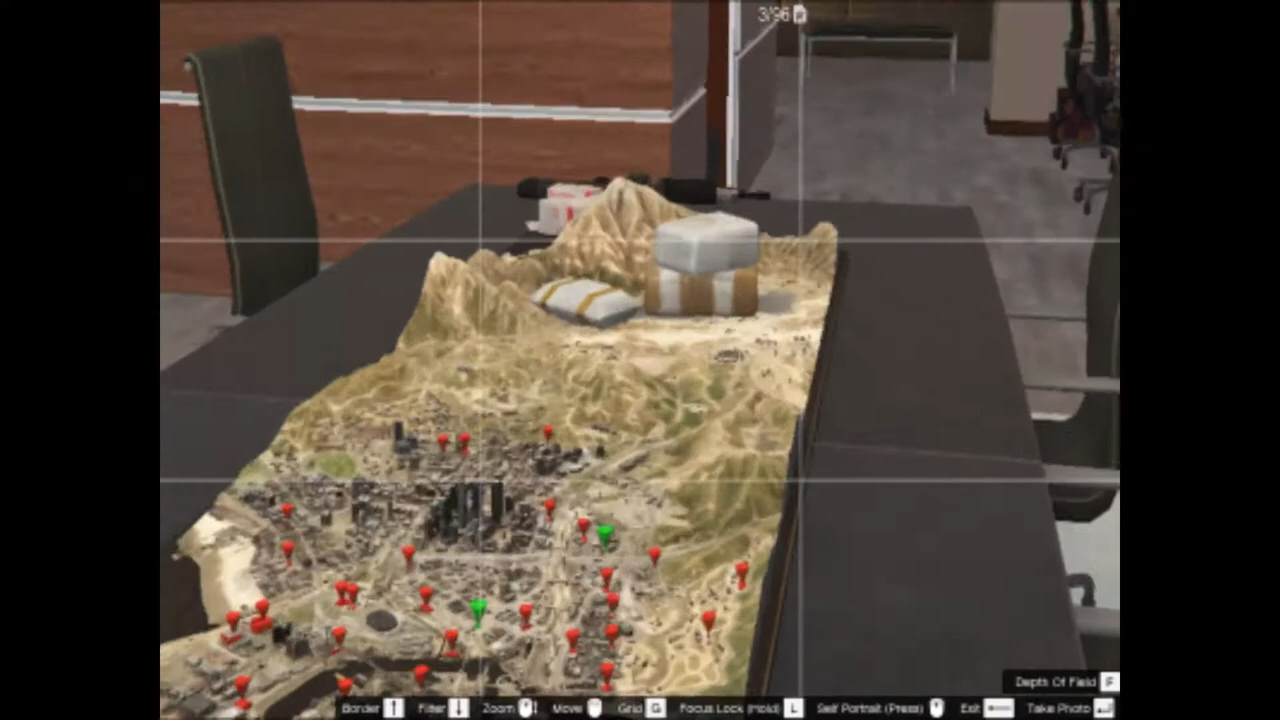 3/96
Depth Of Field F
Border Filter Zoom Move Grid G Focus Lock (Hold) L Self Portrait (Press) Exit Take Photo